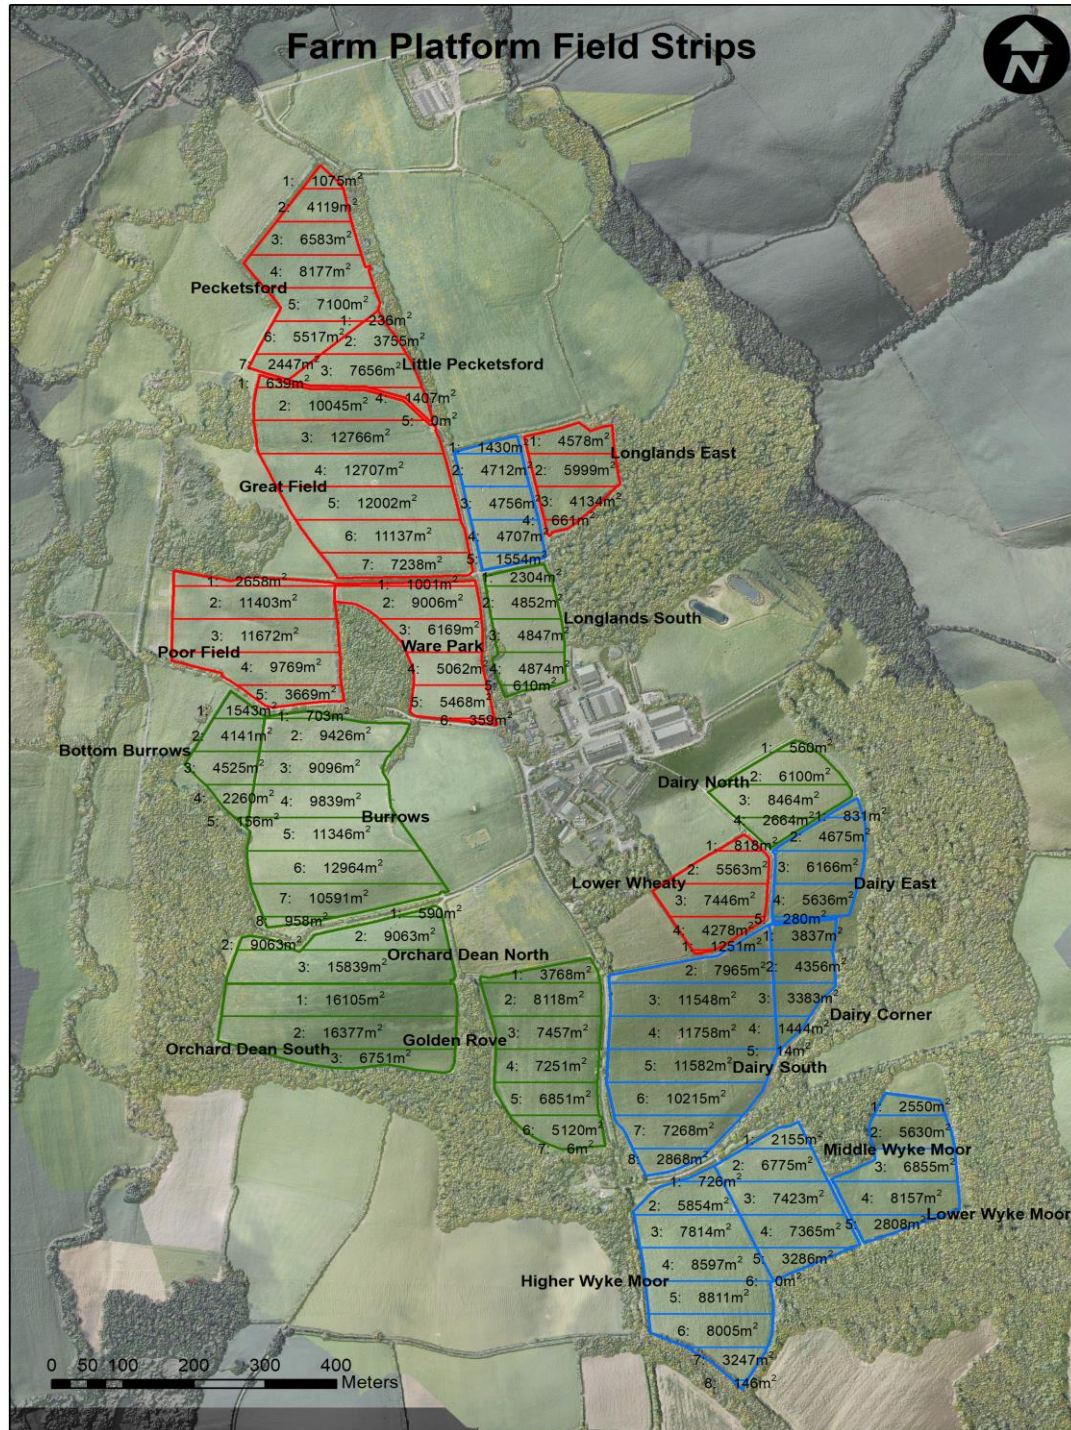 Farm Platform Field Strips
N
1: 1075m²
2: 4119m²
3: 6583m²
4: 8177m²
Pecketsford
5: 7100m²
6: 5517m²
7: 2447m²
1: 236m²
2: 3755m²
3: 7656m²
Little Pecketsford
4: 1407m²
5: 0m²
1: 639m²
2: 10045m²
3: 12766m²
4: 12707m²
Great Field
5: 12002m²
6: 11137m²
7: 7238m²
1: 1430m²
2: 4712m²
3: 4756m²
4: 4707m²
5: 1554m²
1: 4578m²
Longlands East
2: 5999m²
3: 4134m²
4: 661m²
1: 2658m²
2: 11403m²
3: 11672m²
Poor Field
4: 9769m²
5: 3669m²
1: 1001m²
2: 9006m²
3: 6169m²
Ware Park
4: 5062m²
5: 5468m²
6: 359m²
1: 2304m²
2: 4852m²
Longlands South
3: 4847m²
4: 4874m²
5: 610m²
1: 1543m²
2: 4141m²
Bottom Burrows
3: 4525m²
4: 2260m²
5: 156m²
1: 703m²
2: 9426m²
3: 9096m²
4: 9839m²
Burrows
5: 11346m²
6: 12964m²
7: 10591m²
8: 958m²
1: 560m²
2: 6100m²
Dairy North
3: 8464m²
4: 2664m²
1: 831m²
2: 4675m²
3: 6166m²
Dairy East
4: 5636m²
5: 280m²
1: 818m²
2: 5563m²
Lower Wheaty
3: 7446m²
4: 4278m²
1: 590m²
2: 9063m²
2: 9063m²
Orchard Dean North
3: 15839m²
1: 16105m²
2: 16377m²
Orchard Dean South
3: 6751m²
1: 3768m²
2: 8118m²
3: 7457m²
Golden Rove
4: 7251m²
5: 6851m²
6: 5120m²
7: 6m²
1: 1251m²
2: 7965m²
3: 11548m²
4: 11758m²
5: 11582m²
Dairy South
6: 10215m²
7: 7268m²
8: 2868m²
1: 3837m²
2: 4356m²
3: 3383m²
Dairy Corner
4: 1444m²
5: 14m²
1: 2550m²
2: 5630m²
Middle Wyke Moor
3: 6855m²
4: 8157m²
Lower Wyke Moor
5: 2808m²
1: 2155m²
2: 6775m²
3: 7423m²
4: 7365m²
5: 3286m²
6: 0m²
1: 726m²
2: 5854m²
3: 7814m²
4: 8597m²
Higher Wyke Moor
5: 8811m²
6: 8005m²
7: 3247m²
8: 146m²
0 50 100 200 300 400
Meters